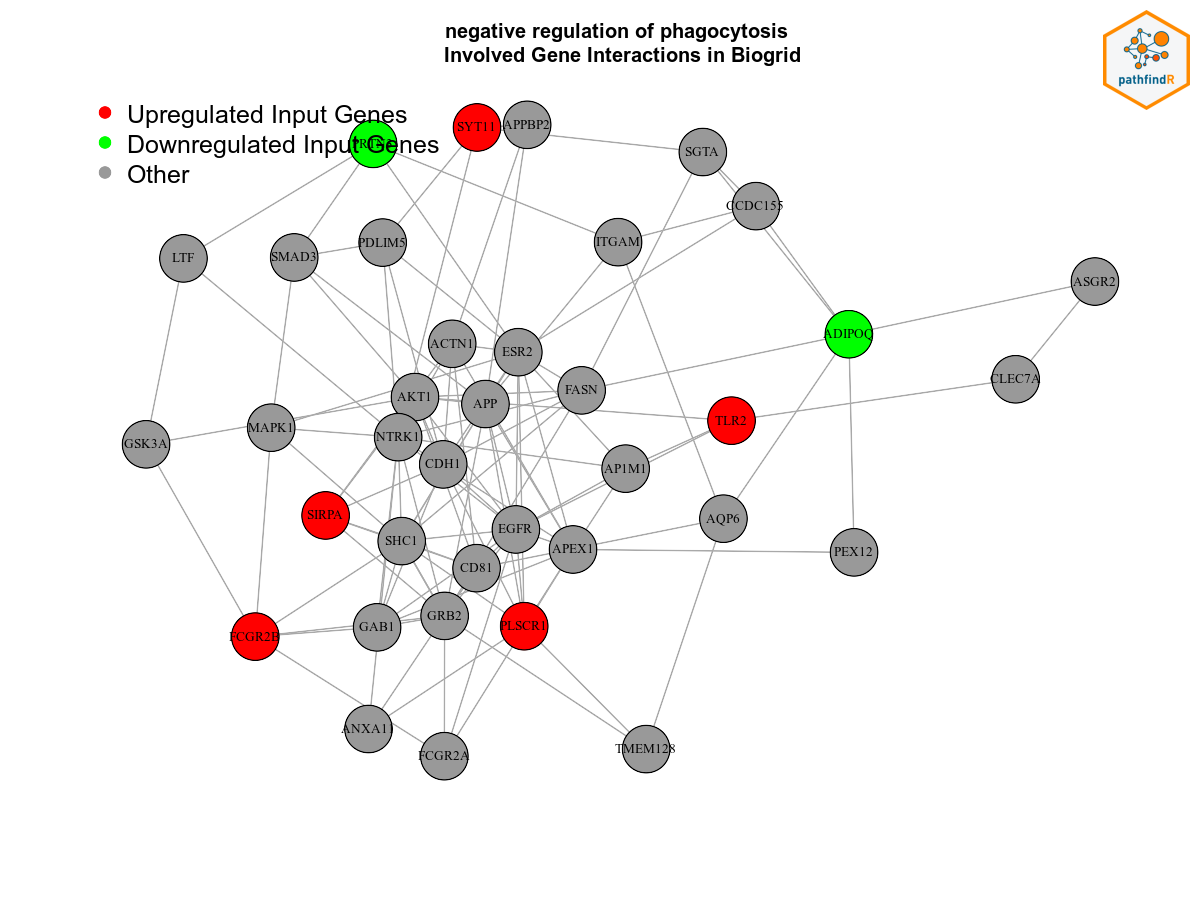 negative regulation of phagocytosis
Involved Gene Interactions in Biogrid
pathfindR
Upregulated Input Genes
Downregulated Input Genes
Other
SYT11
APPBP2
SGTA
CCDC155
LTF
SMAD3
PDLIM5
ITGAM
ASGR2
ADIPOQ
ACTN1
ESR2
FASN
CLEC7A
AKT1
APP
TLR2
MAPK1
NTRK1
GSK3A
CDH1
AP1M1
SIRPA
AQP6
EGFR
SHC1
APEX1
PEX12
CD81
GRB2
GAB1
PLSCR1
FCGR2B
ANXA11
FCGR2A
TMEM128